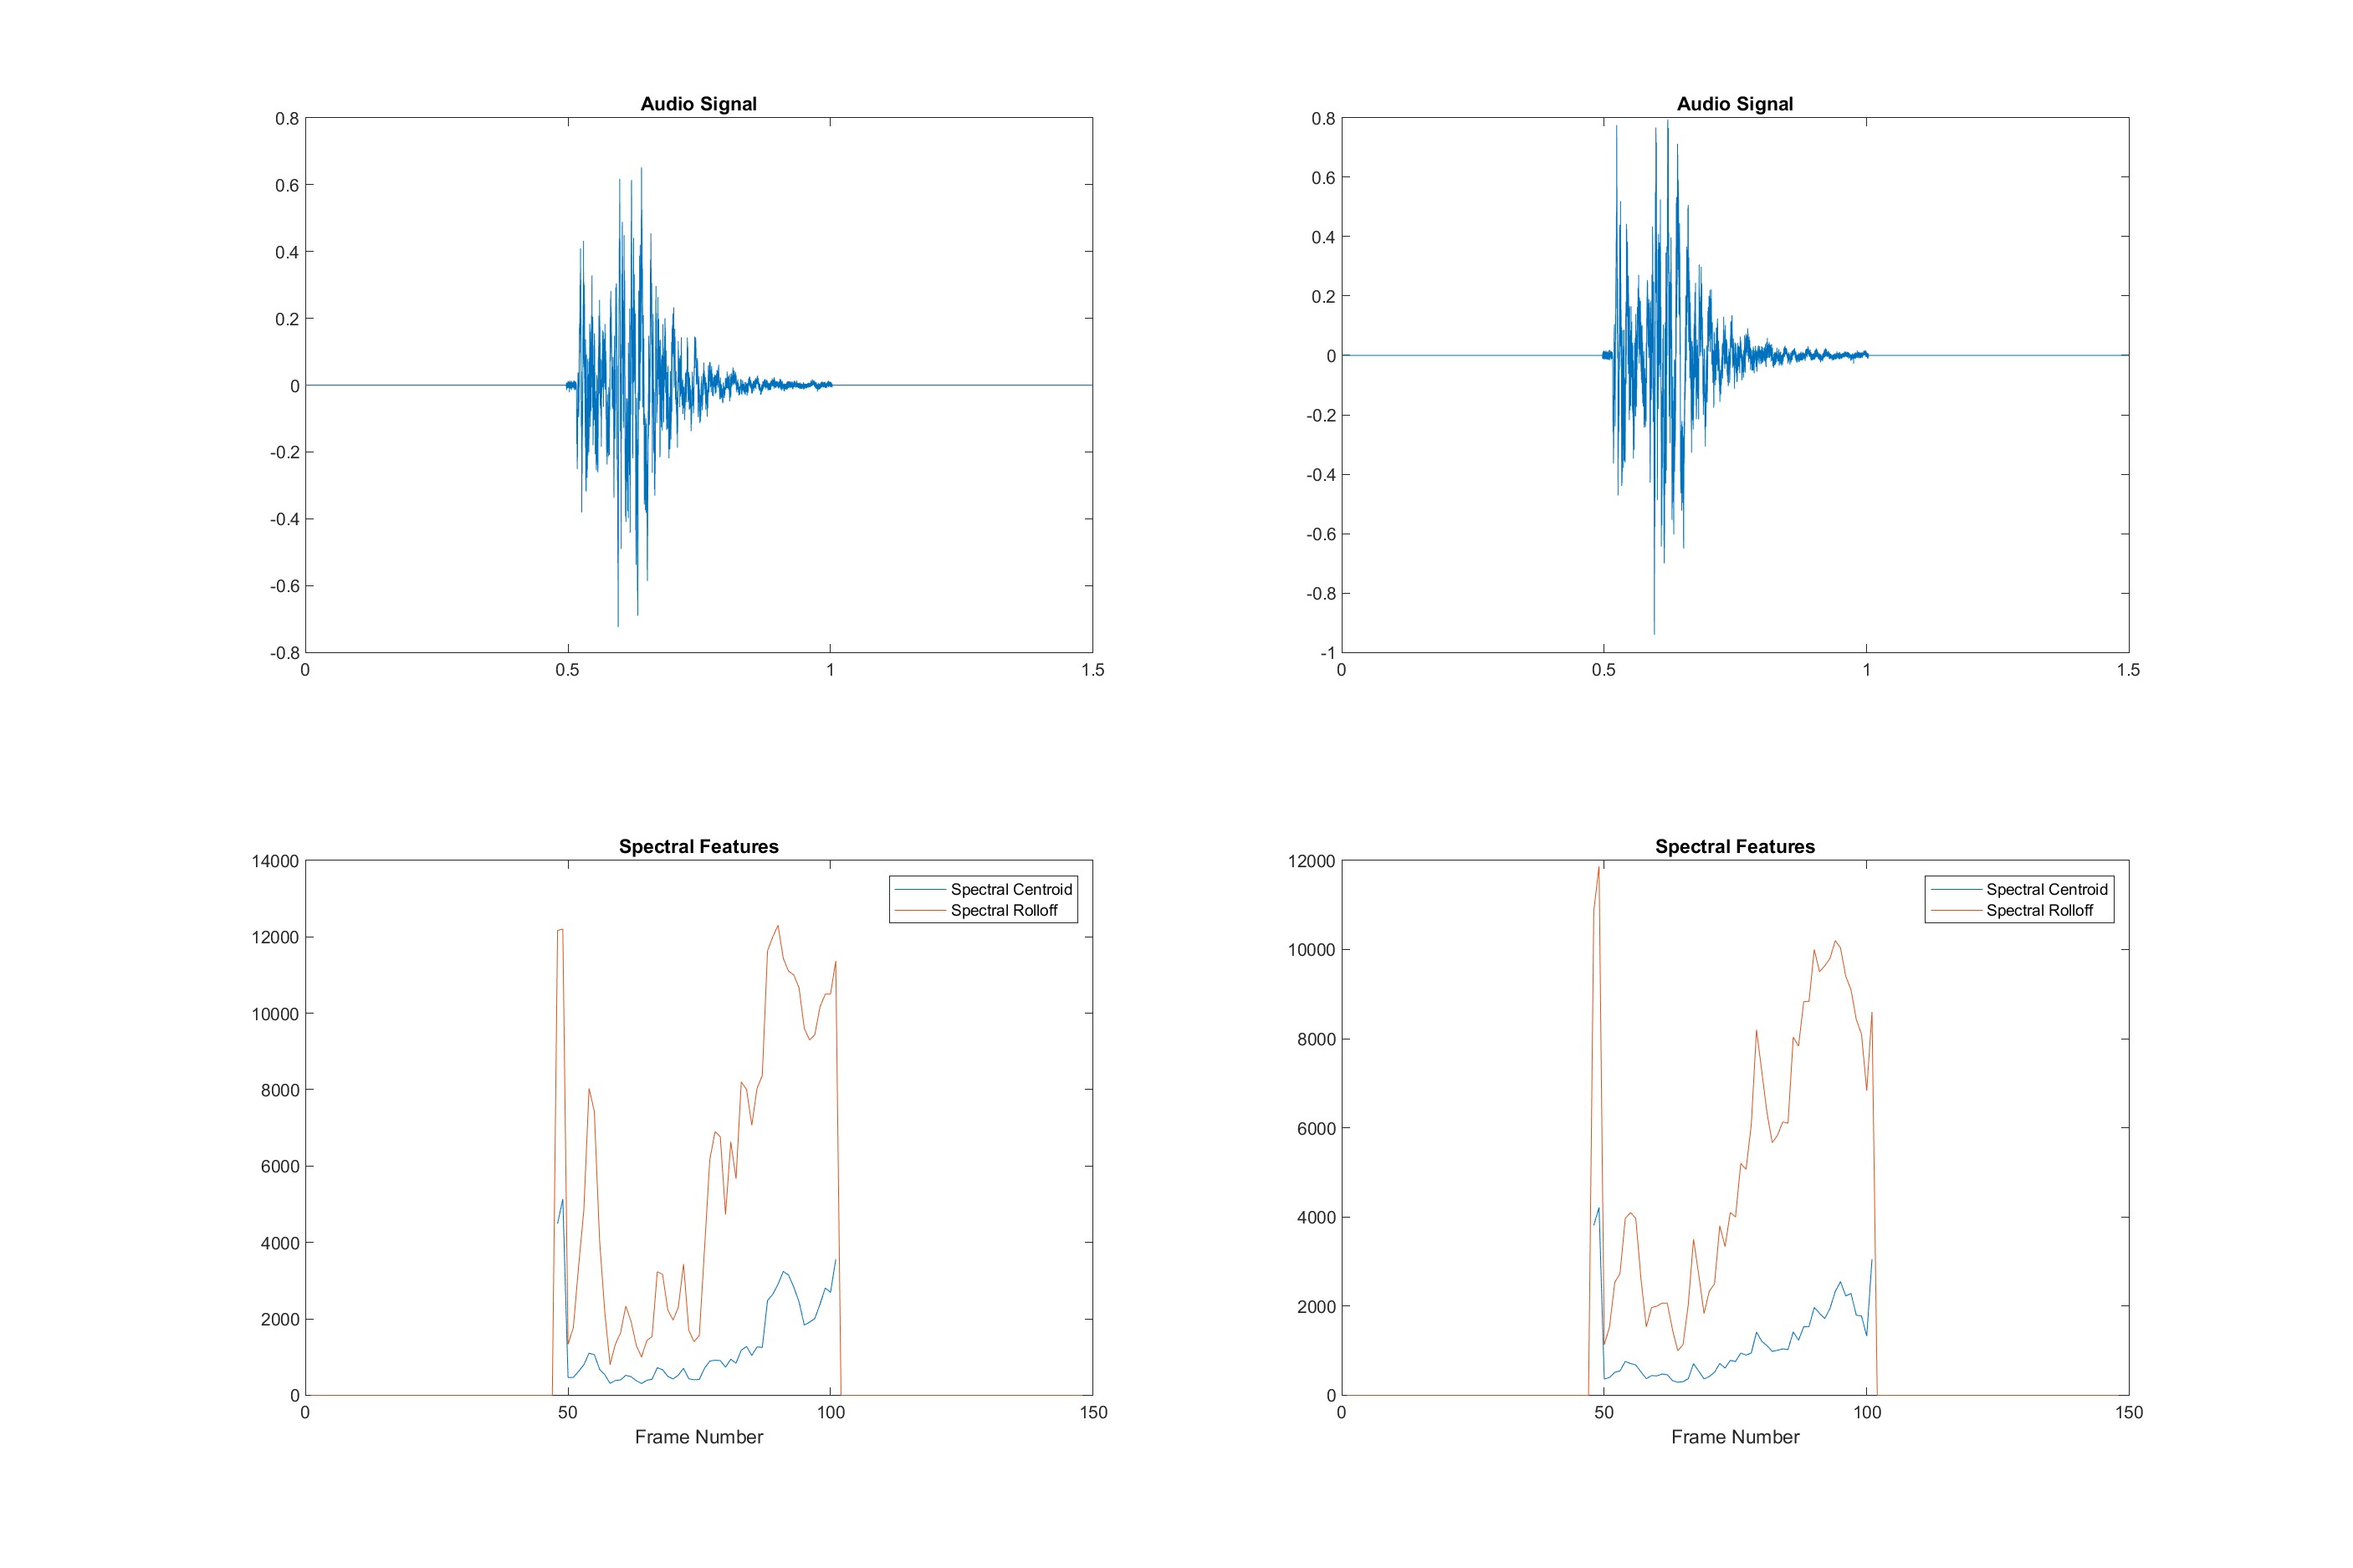 Audio Signal
0.8
0.6
0.4
0.2
0
-0.2
-0.4
-0.6
-0.8
0 0.5 1 1.5
Audio Signal
0.8
0.6
0.4
0.2
0
-0.2
-0.4
-0.6
-0.8
-1
0 0.5 1 1.5
Spectral Features
14000
12000
10000
8000
6000
4000
2000
0
Spectral Centroid
Spectral Rolloff
0 50 100 150
Frame Number
Spectral Features
12000
10000
8000
6000
4000
2000
0
Spectral Centroid
Spectral Rolloff
0 50 100 150
Frame Number